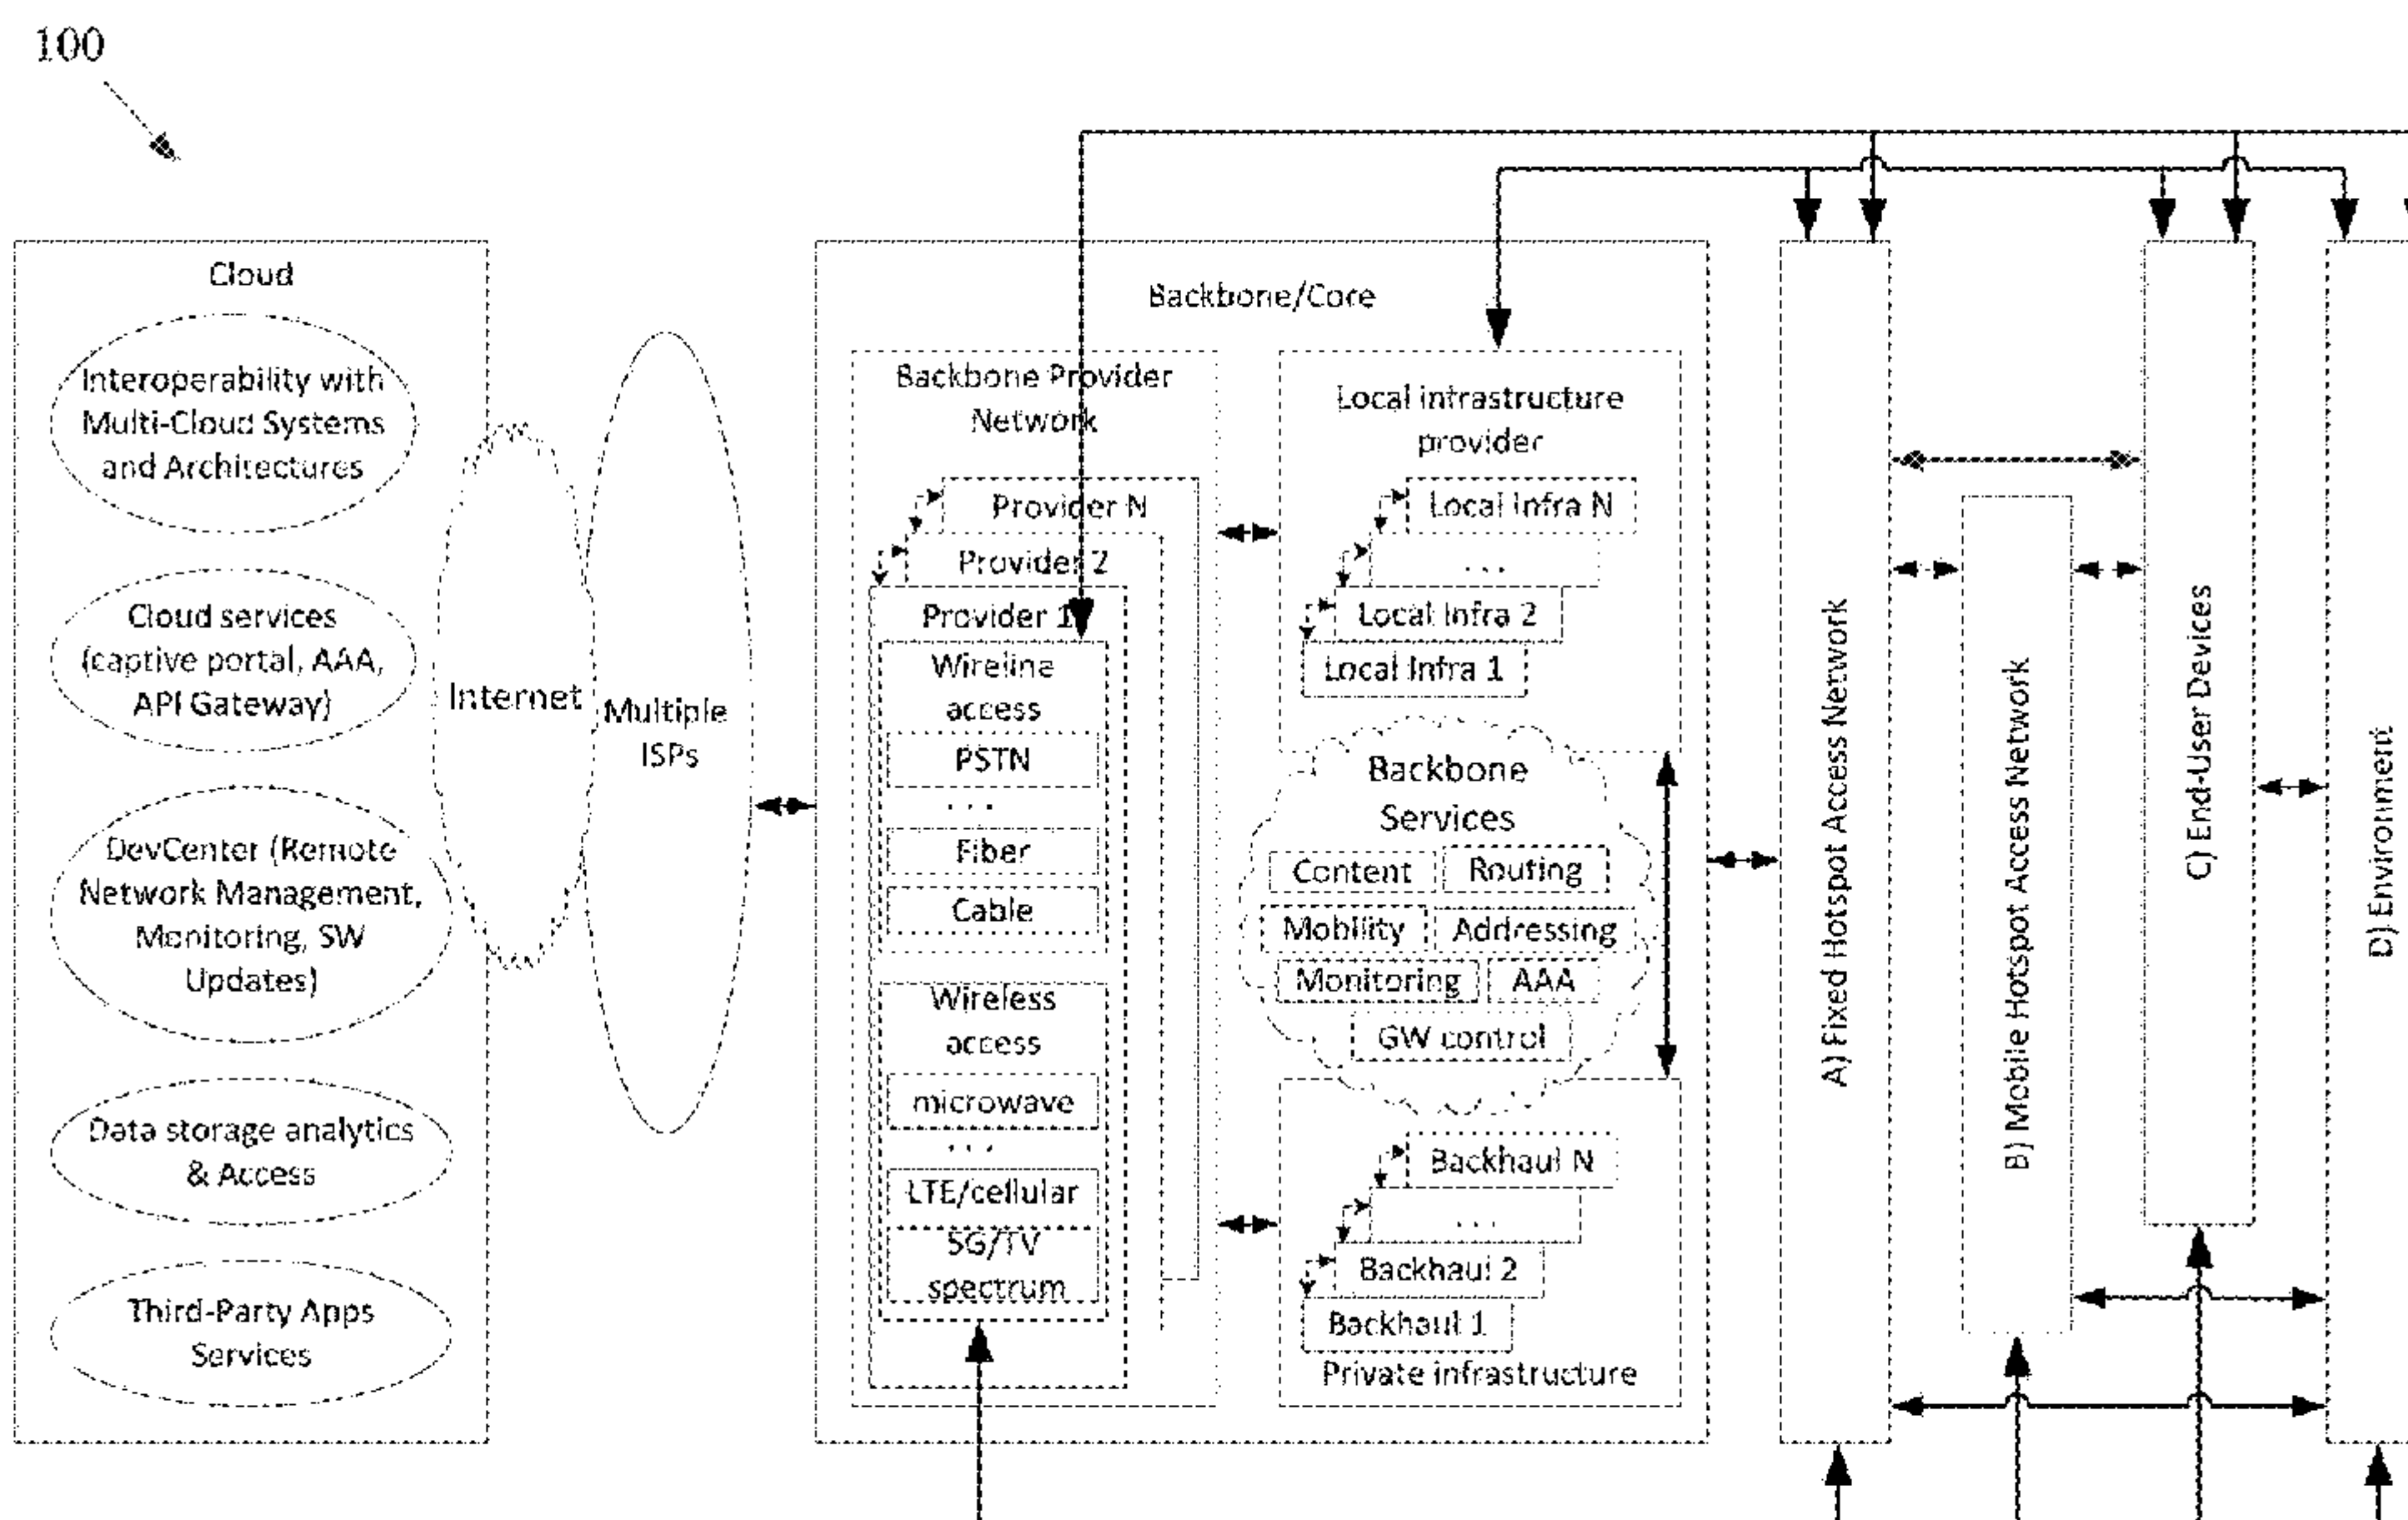 100
Cloud
Interoperability with
Multi-Cloud Systems
and Architectures
Cloud services
(captive portal, AAA,
API Gateway)
DevCenter (Remote
Network Management,
Monitoring, SW
Updates)
Data storage analytics
& Access
Third-Party Apps
Services
Internet
Multiple
ISPs
Backbone/Core
Backbone Provider
Network
Provider N
Provider 2
Provider 1
Wireline
access
PSTN
...
Fiber
Cable
Wireless
access
microwave
...
LTE/cellular
5G/TV
spectrum
Local infrastructure
provider
Local Infra N
...
Local Infra 2
Local Infra 1
Backbone
Services
Content Routing
Mobility Addressing
Monitoring AAA
GW control
Backhaul N
...
Backhaul 2
Backhaul 1
Private infrastructure
A) Fixed Hotspot Access Network
B) Mobile Hotspot Access Network
C) End-User Devices
D) Environment